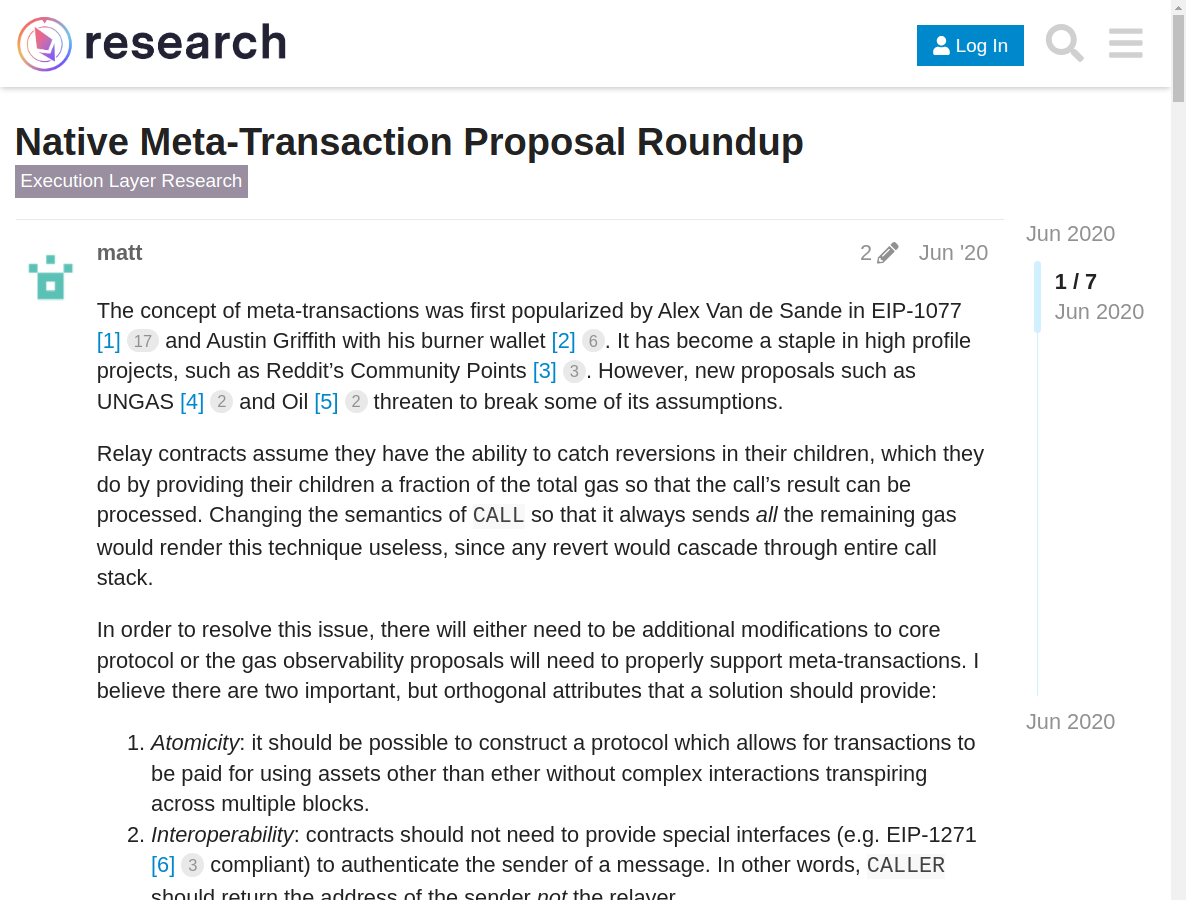 research
Log In
Native Meta-Transaction Proposal Roundup
Execution Layer Research
matt
2
Jun '20
The concept of meta-transactions was first popularized by Alex Van de Sande in EIP-1077
[1] 17 and Austin Griffith with his burner wallet [2] 6. It has become a staple in high profile
projects, such as Reddit’s Community Points [3] 3. However, new proposals such as
UNGAS [4] 2 and Oil [5] 2 threaten to break some of its assumptions.
Relay contracts assume they have the ability to catch reversions in their children, which they
do by providing their children a fraction of the total gas so that the call’s result can be
processed. Changing the semantics of CALL so that it always sends all the remaining gas
would render this technique useless, since any revert would cascade through entire call
stack.
In order to resolve this issue, there will either need to be additional modifications to core
protocol or the gas observability proposals will need to properly support meta-transactions. I
believe there are two important, but orthogonal attributes that a solution should provide:
1. Atomicity: it should be possible to construct a protocol which allows for transactions to
be paid for using assets other than ether without complex interactions transpiring
across multiple blocks.
2. Interoperability: contracts should not need to provide special interfaces (e.g. EIP-1271
[6] 3 compliant) to authenticate the sender of a message. In other words, CALLER
should return the address of the sender not the relayer.
Jun 2020
1 / 7
Jun 2020
Jun 2020